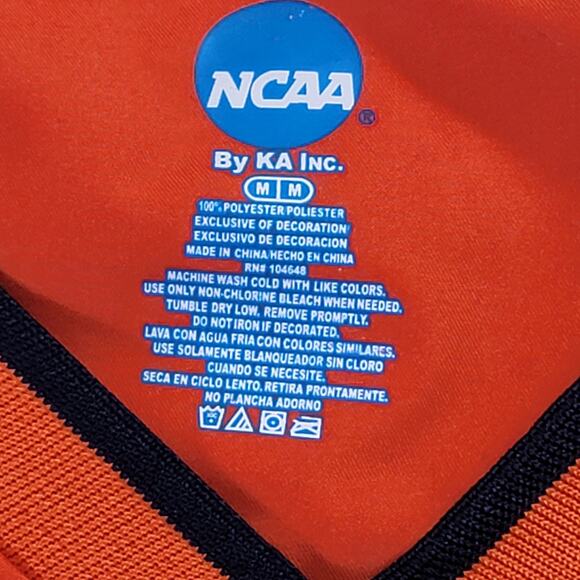 NCAA®
By KA Inc.
M M
100% POLYESTER/POLIESTER
EXCLUSIVE OF DECORATION/
EXCLUSIVO DE DECORACION
MADE IN CHINA/HECHO EN CHINA
RN# 104648
MACHINE WASH COLD WITH LIKE COLORS.
USE ONLY NON-CHLORINE BLEACH WHEN NEEDED.
TUMBLE DRY LOW. REMOVE PROMPTLY.
DO NOT IRON IF DECORATED.
LAVA CON AGUA FRIA CON COLORES SIMILARES.
USE SOLAMENTE BLANQUEADOR SIN CLORO
CUANDO SE NECESITE.
SECA EN CICLO LENTO. RETIRA PRONTAMENTE.
NO PLANCHA ADORNO